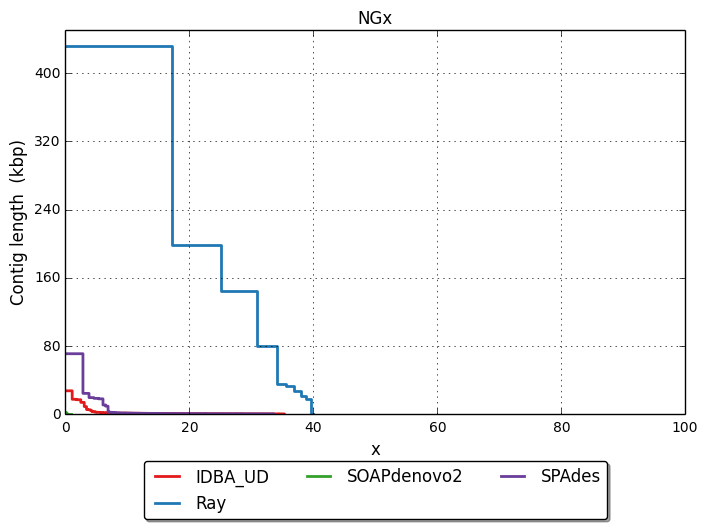 NGx
Contig length (kbp)
400
320
240
160
80
0
0 20 40 60 80 100
x
IDBA_UD SOAPdenovo2 SPAdes
Ray